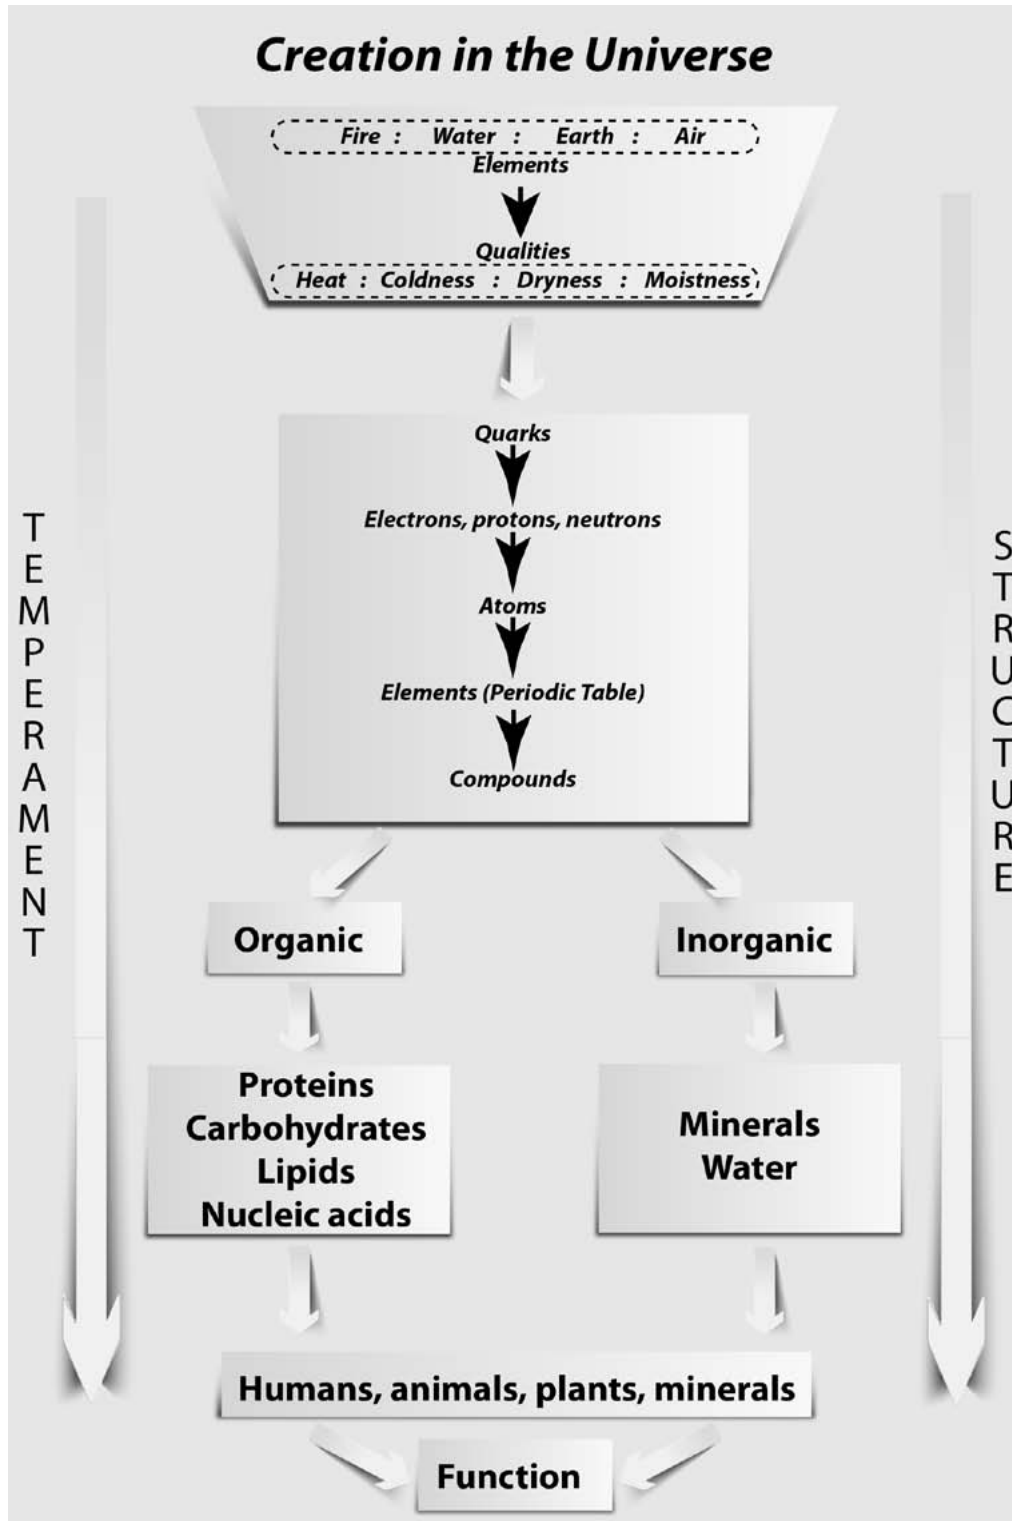 Creation in the Universe
Fire : Water : Earth : Air
Elements
Qualities
Heat : Coldness : Dryness : Moistness
Quarks
Electrons, protons, neutrons
Atoms
Elements (Periodic Table)
Compounds
TEMPERAMENT
STRUCTURE
Organic
Inorganic
Proteins
Carbohydrates
Lipids
Nucleic acids
Minerals
Water
Humans, animals, plants, minerals
Function